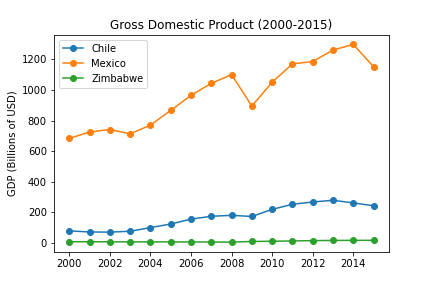 Gross Domestic Product (2000-2015)
Chile
Mexico
Zimbabwe
GDP (Billions of USD)
1200
1000
800
600
400
200
0
2000 2002 2004 2006 2008 2010 2012 2014